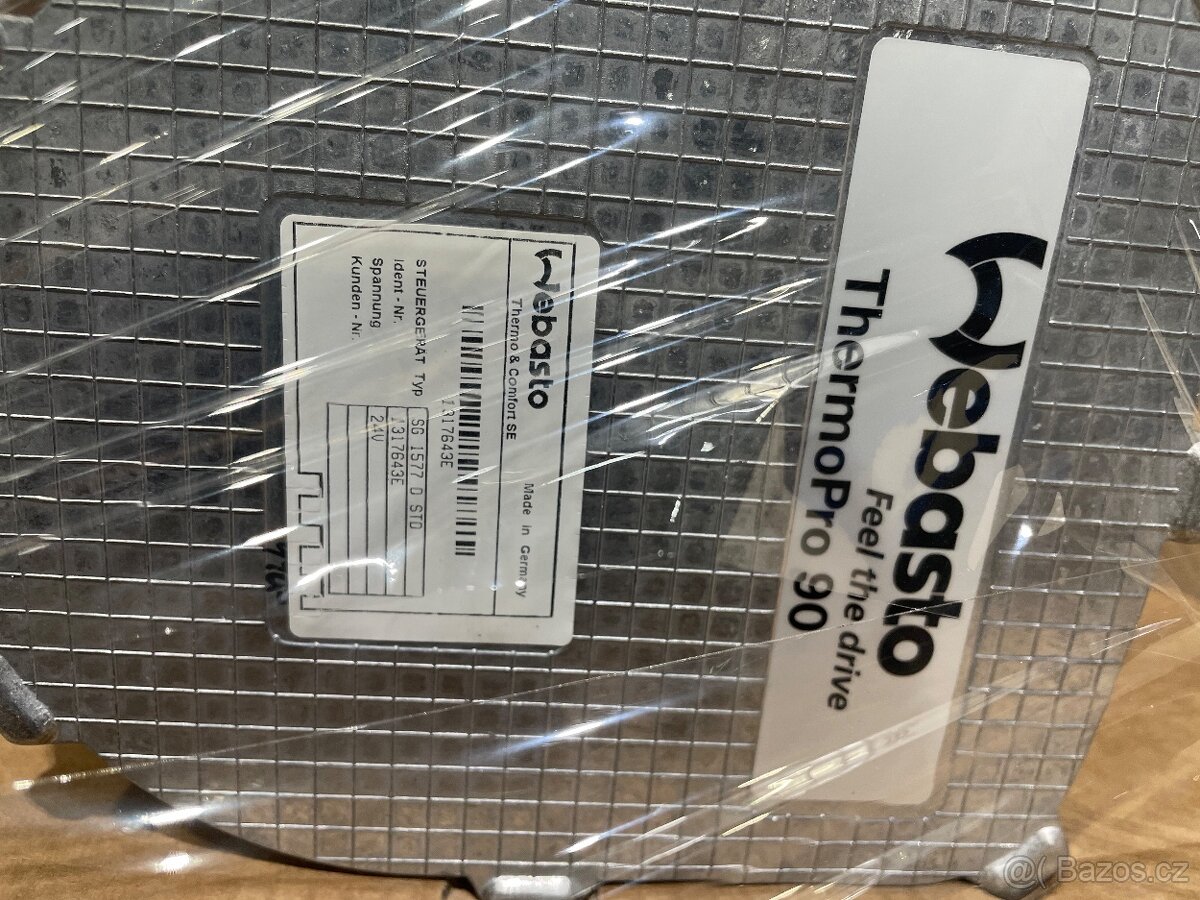 Webasto
Feel the drive
ThermoPro 90
Webasto
Thermo & Comfort SE
Made in Germany
1317643E
STEUERGERÄT Typ SG 1577 D STD
Ident - Nr. 1317643E
Spannung 24V
Kunden - Nr.
@( Bazos.cz